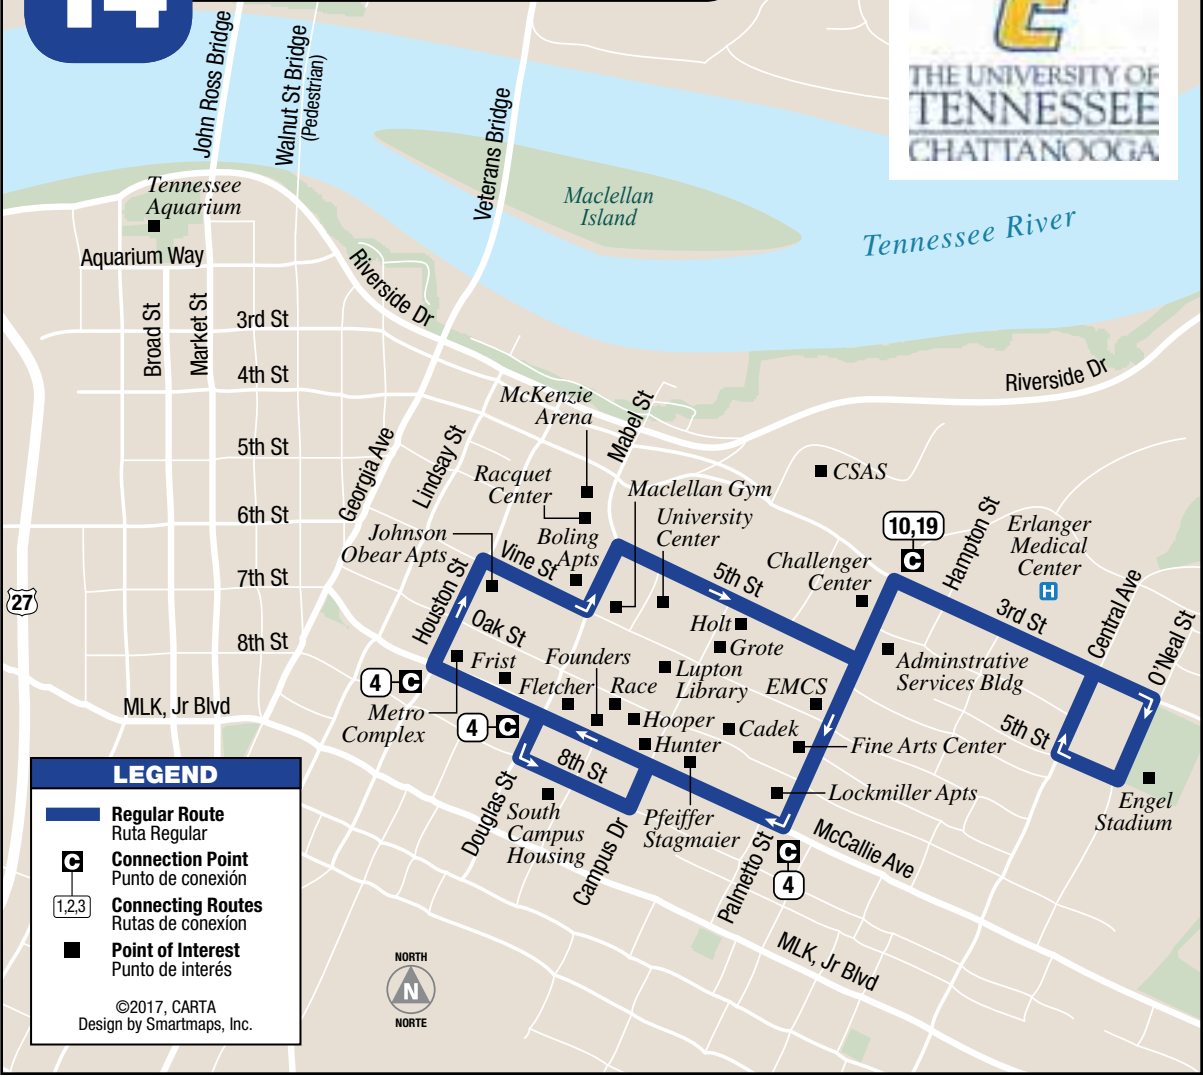 14
THE UNIVERSITY OF
TENNESSEE
CHATTANOOGA
John Ross Bridge
Walnut St Bridge
(Pedestrian)
Veterans Bridge
Tennessee
Aquarium
Maclellan
Island
Tennessee River
Aquarium Way
Riverside Dr
Broad St
Market St
3rd St
4th St
5th St
6th St
7th St
8th St
MLK, Jr Blvd
27
Georgia Ave
Lindsay St
Mabel St
Riverside Dr
McKenzie
Arena
Racquet
Center
Johnson
Obear Apts
Boling
Apts
Maclellan Gym
University
Center
CSAS
10,19
C
Challenger
Center
Hampton St
Erlanger
Medical
Center
H
Central Ave
O'Neal St
Houston St
Vine St
5th St
3rd St
Oak St
Holt
Grote
Frist
Founders
Lupton
Library
EMCS
Adminstrative
Services Bldg
4
C
Metro
Complex
Fletcher
Race
Hooper
Hunter
Cadek
Fine Arts Center
5th St
4
C
8th St
Lockmiller Apts
Engel
Stadium
Douglas St
South
Campus
Housing
Campus Dr
Pfeiffer
Stagmaier
Palmetto St
McCallie Ave
C
4
MLK, Jr Blvd
LEGEND
Regular Route
Ruta Regular
C
Connection Point
Punto de conexión
1,2,3
Connecting Routes
Rutas de conexíon
Point of Interest
Punto de interés
©2017, CARTA
Design by Smartmaps, Inc.
NORTH
N
NORTE